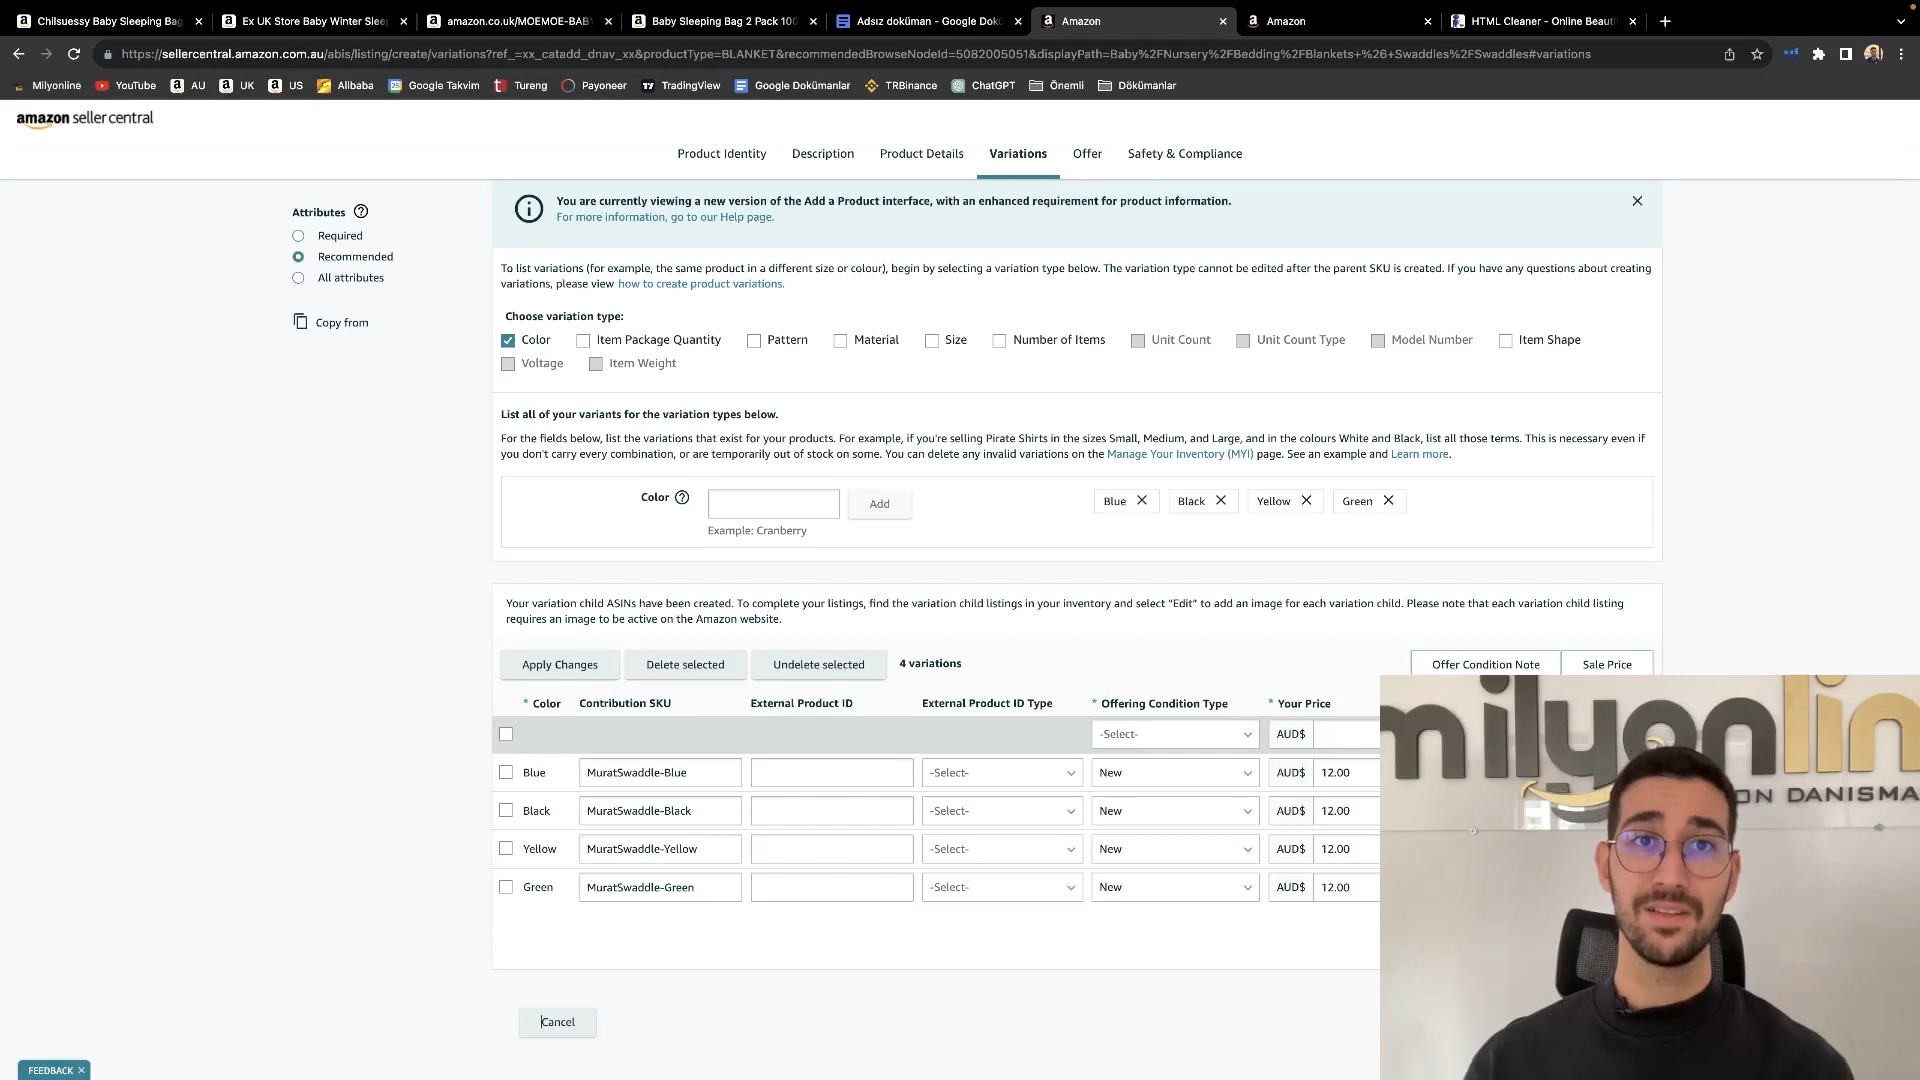 Chilsuessy Baby Sleeping Bag
Ex UK Store Baby Winter Sleep
amazon.co.uk/MOEMOE-BABY
Baby Sleeping Bag 2 Pack 100
Adsız doküman - Google Dokü
Amazon
Amazon
HTML Cleaner - Online Beauti
https://sellercentral.amazon.com.au/abis/listing/create/variations?ref_=xx_catadd_dnav_xx&productType=BLANKET&recommendedBrowseNodeId=5082005051&displayPath=Baby%2FNursery%2FBedding%2FBlankets+%26+Swaddles%2FSwaddles#variations
Milyonline
YouTube
AU
UK
US
Alibaba
Google Takvim
Tureng
Payoneer
TradingView
Google Dokümanlar
TRBinance
ChatGPT
Önemli
Dökümanlar
amazon seller central
Product Identity
Description
Product Details
Variations
Offer
Safety & Compliance
Attributes
Required
Recommended
All attributes
Copy from
You are currently viewing a new version of the Add a Product interface, with an enhanced requirement for product information.
For more information, go to our Help page.
To list variations (for example, the same product in a different size or colour), begin by selecting a variation type below. The variation type cannot be edited after the parent SKU is created. If you have any questions about creating
variations, please view how to create product variations.
Choose variation type:
Color
Item Package Quantity
Pattern
Material
Size
Number of Items
Unit Count
Unit Count Type
Model Number
Item Shape
Voltage
Item Weight
List all of your variants for the variation types below.
For the fields below, list the variations that exist for your products. For example, if you're selling Pirate Shirts in the sizes Small, Medium, and Large, and in the colours White and Black, list all those terms. This is necessary even if
you don't carry every combination, or are temporarily out of stock on some. You can delete any invalid variations on the Manage Your Inventory (MYI) page. See an example and Learn more.
Color
Add
Example: Cranberry
Blue
Black
Yellow
Green
Your variation child ASINs have been created. To complete your listings, find the variation child listings in your inventory and select "Edit" to add an image for each variation child. Please note that each variation child listing
requires an image to be active on the Amazon website.
Apply Changes
Delete selected
Undelete selected
4 variations
Offer Condition Note
Sale Price
* Color
Contribution SKU
External Product ID
External Product ID Type
* Offering Condition Type
* Your Price
-Select-
AUD$
Blue MuratSwaddle-Blue -Select- New AUD$ 12.00
Black MuratSwaddle-Black -Select- New AUD$ 12.00
Yellow MuratSwaddle-Yellow -Select- New AUD$ 12.00
Green MuratSwaddle-Green -Select- New AUD$ 12.00
Cancel
FEEDBACK
milyonlin
ON DANISMA